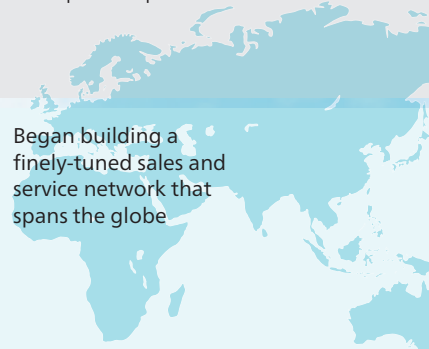 Began building a
finely-tuned sales and
service network that
spans the globe